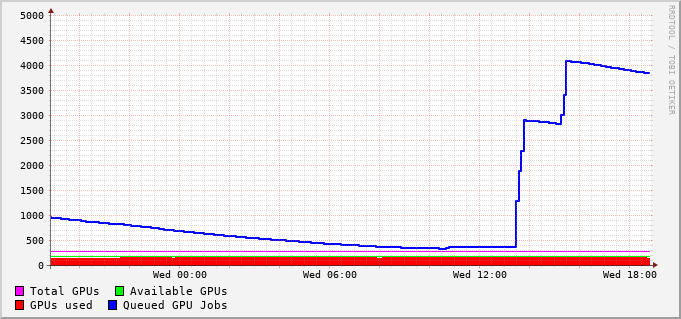 5000
4500
4000
3500
3000
2500
2000
1500
1000
500
0
Wed 00:00 Wed 06:00 Wed 12:00 Wed 18:00
Total GPUs Available GPUs
GPUs used Queued GPU Jobs
RRDTOOL / TOBI OETIKER